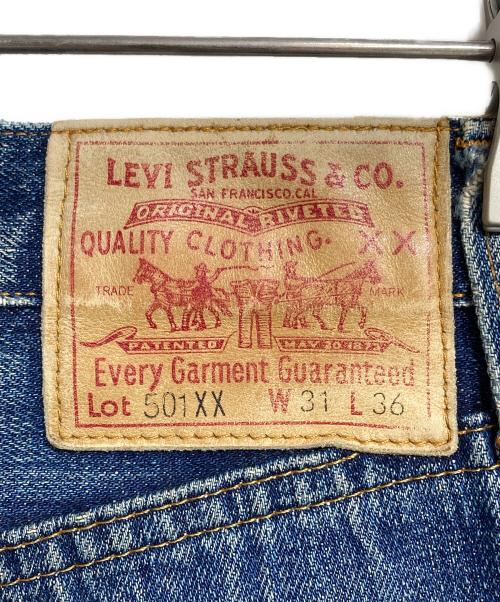 LEVI STRAUSS & CO.
SAN FRANCISCO, CAL
ORIGINAL RIVETED
QUALITY CLOTHING. XX
TRADE MARK
PATENTED MAY 20 1873
Every Garment Guaranteed
Lot 501XX W 31 L 36